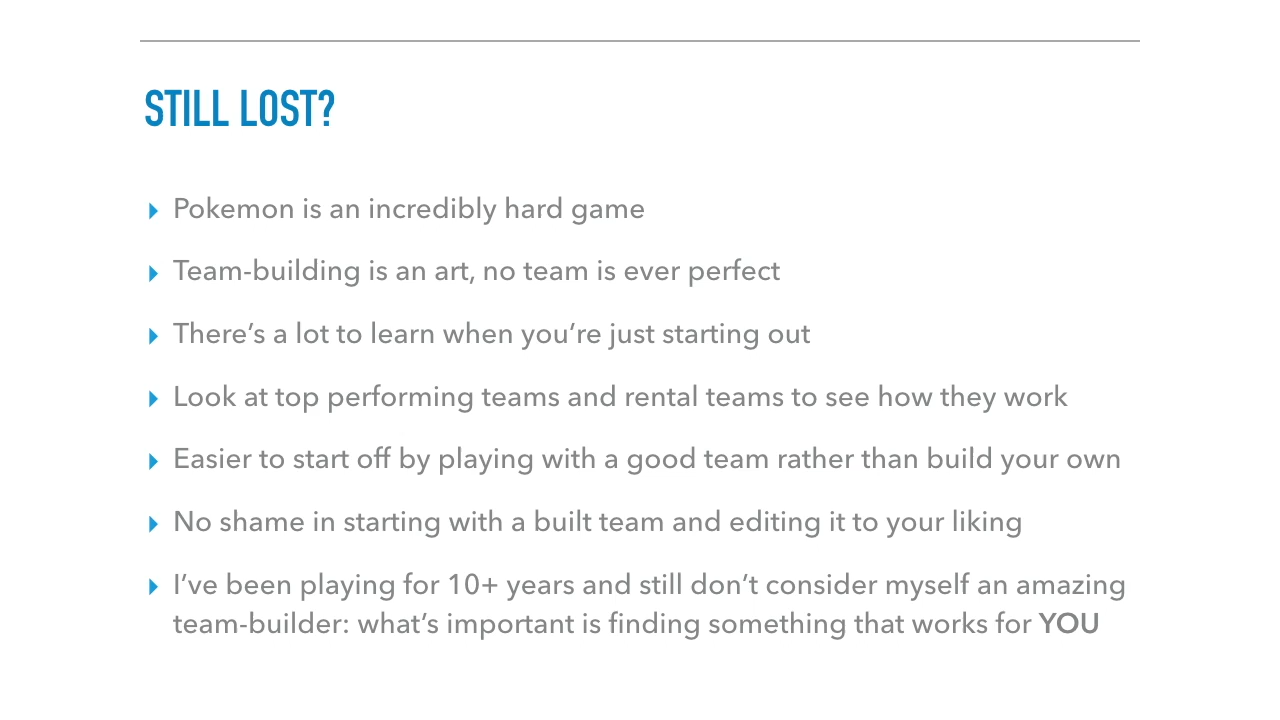 STILL LOST?
▸ Pokemon is an incredibly hard game
▸ Team-building is an art, no team is ever perfect
▸ There’s a lot to learn when you’re just starting out
▸ Look at top performing teams and rental teams to see how they work
▸ Easier to start off by playing with a good team rather than build your own
▸ No shame in starting with a built team and editing it to your liking
▸ I’ve been playing for 10+ years and still don’t consider myself an amazing
team-builder: what’s important is finding something that works for YOU